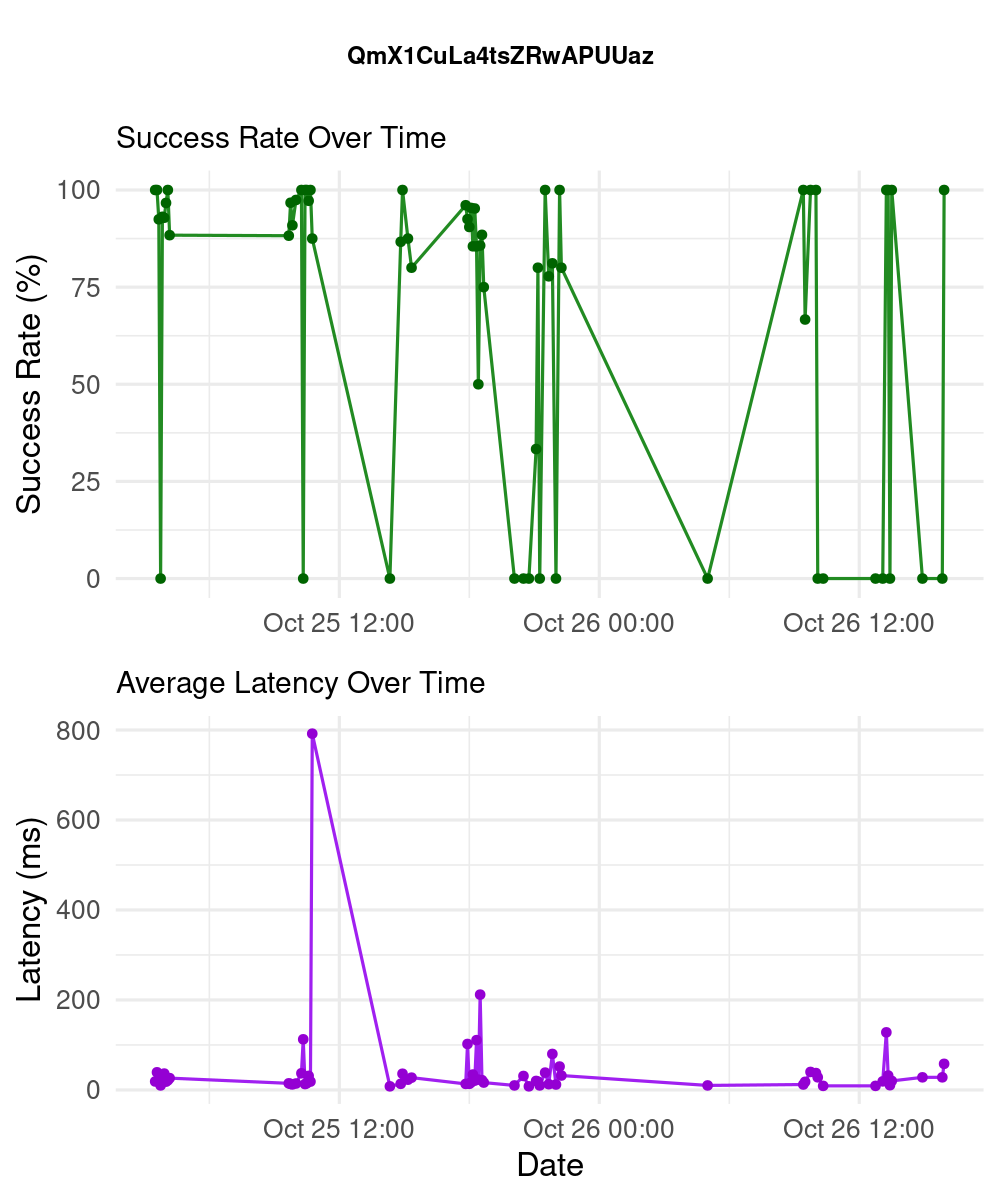 QmX1CuLa4tsZRwAPUUaz
Success Rate Over Time
Success Rate (%)
100
75
50
25
0
Oct 25 12:00 Oct 26 00:00 Oct 26 12:00
Average Latency Over Time
Latency (ms)
800
600
400
200
0
Oct 25 12:00 Oct 26 00:00 Oct 26 12:00
Date